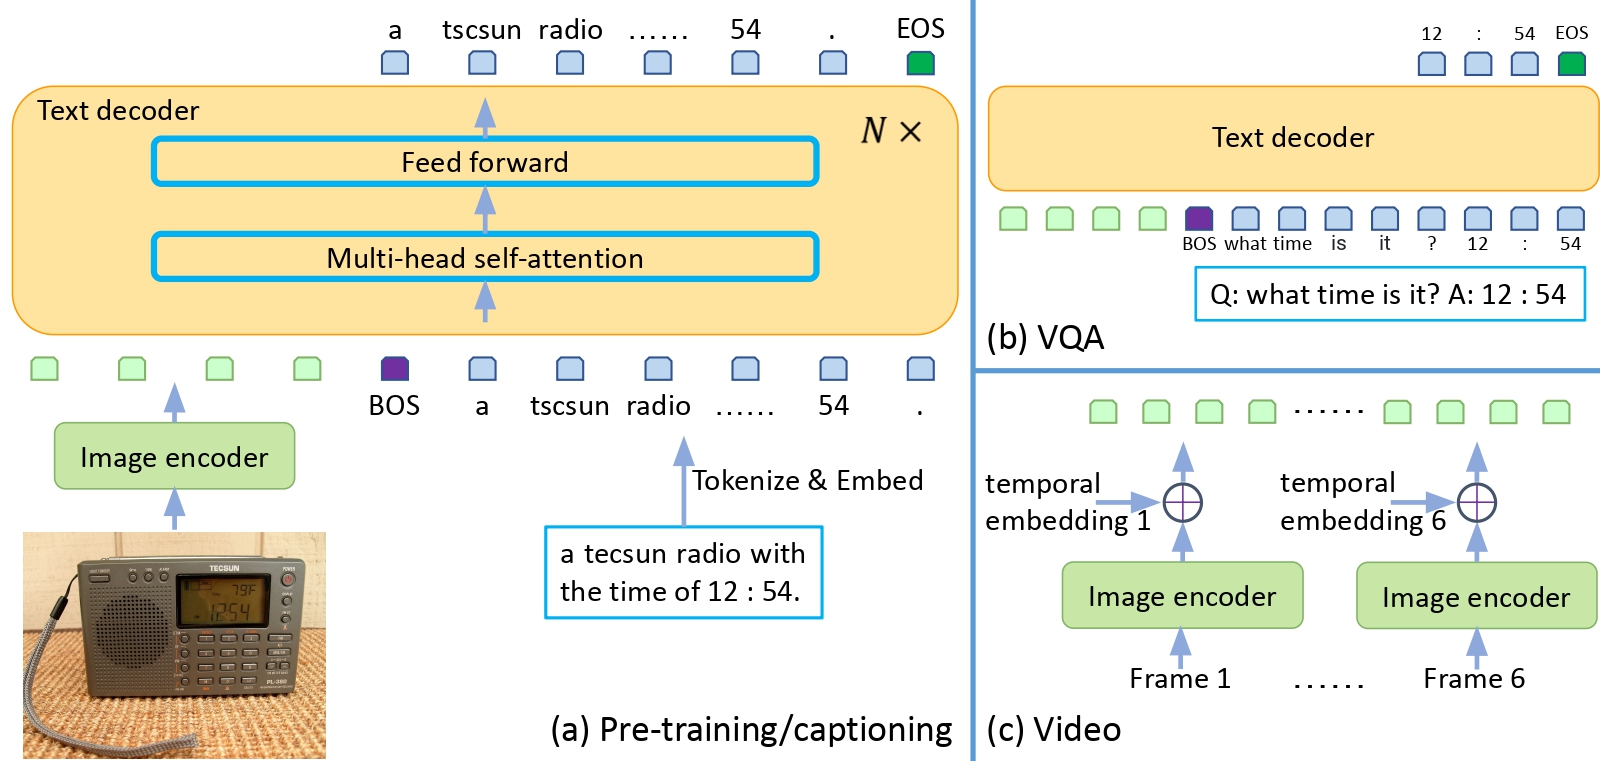 a tscsun radio ...... 54 . EOS
Text decoder
N ×
Feed forward
Multi-head self-attention
BOS a tscsun radio ...... 54 .
Image encoder
Tokenize & Embed
a tecsun radio with
the time of 12 : 54.
TECSUN
POWER
79F
12:54
PL-380
(a) Pre-training/captioning
12 : 54 EOS
Text decoder
BOS what time is it ? 12 : 54
Q: what time is it? A: 12 : 54
(b) VQA
......
temporal
embedding 1
temporal
embedding 6
Image encoder
Image encoder
Frame 1 ...... Frame 6
(c) Video